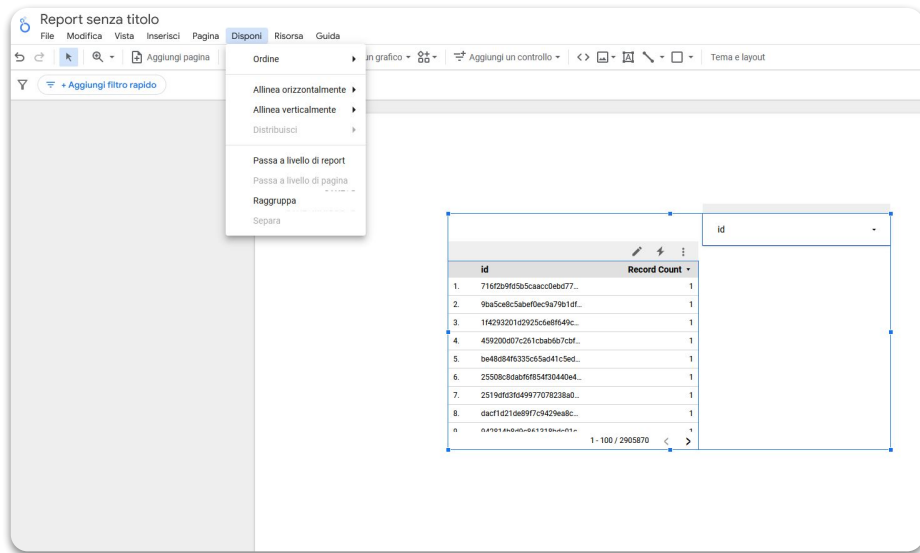 Report senza titolo
File Modifica Vista Inserisci Pagina Disponi Risorsa Guida
Aggiungi pagina un grafico Aggiungi un controllo Tema e layout
+ Aggiungi filtro rapido
Ordine
Allinea orizzontalmente
Allinea verticalmente
Distribuisci
Passa a livello di report
Passa a livello di pagina
Raggruppa
Separa
id
id Record Count
1. 716f2b9fd5b5caacc0ebd77... 1
2. 9ba5ce8c5abef0ec9a79b1df... 1
3. 1f4293201d2925c6e8f649c... 1
4. 459200d07c261cbab6b7cbf... 1
5. be48d84f6335c65ad41c5ed... 1
6. 25508c8dabf6f854f30440e4... 1
7. 2519dfd3fd49977078238a0... 1
8. dacf1d21de89f7c9429ea8c... 1
1 - 100 / 2905870